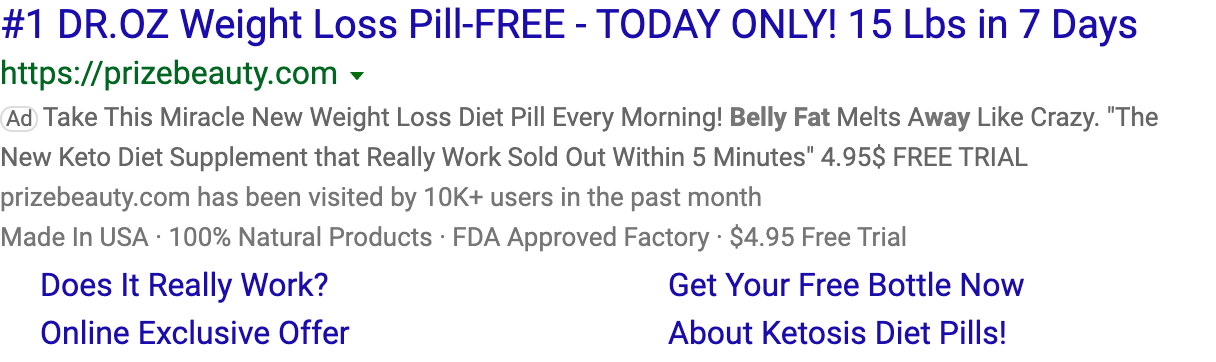 #1 DR.OZ Weight Loss Pill-FREE - TODAY ONLY! 15 Lbs in 7 Days
https://prizebeauty.com
Ad Take This Miracle New Weight Loss Diet Pill Every Morning! Belly Fat Melts Away Like Crazy. "The
New Keto Diet Supplement that Really Work Sold Out Within 5 Minutes" 4.95$ FREE TRIAL
prizebeauty.com has been visited by 10K+ users in the past month
Made In USA · 100% Natural Products · FDA Approved Factory · $4.95 Free Trial
Does It Really Work? Get Your Free Bottle Now
Online Exclusive Offer About Ketosis Diet Pills!